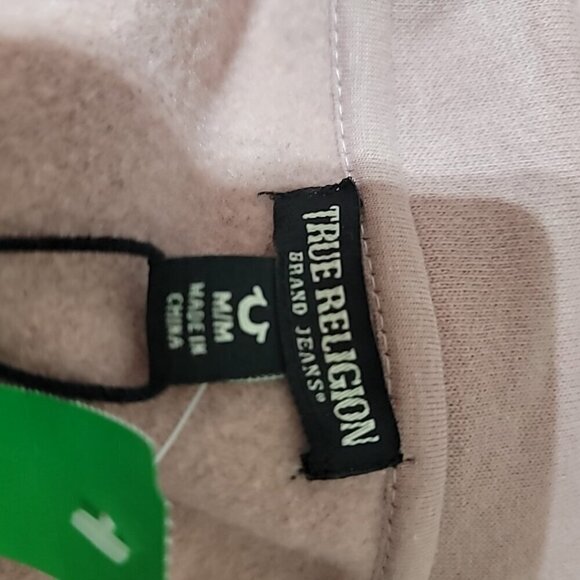 TRUE RELIGION
BRAND JEANS®
M/M
MADE IN
CHINA